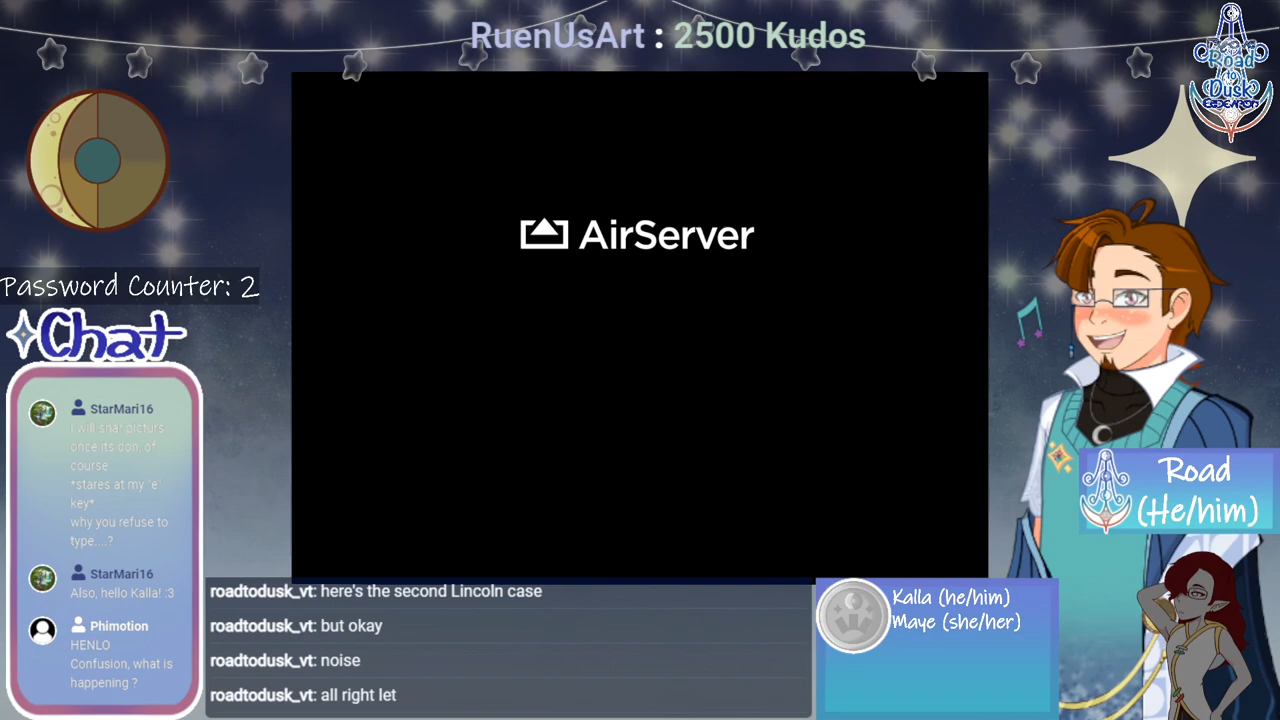 RuenUsArt : 2500 Kudos
Road
to
Dusk
AirServer
Password Counter: 2
Chat
StarMari16
I will shar picturs
once its don, of
course
*stares at my 'e'
key*
why you refuse to
type....?
StarMari16
Also, hello Kalla! :3
Phimotion
HENLO
Confusion, what is
happening ?
roadtodusk_vt: here's the second Lincoln case
roadtodusk_vt: but okay
roadtodusk_vt: noise
roadtodusk_vt: all right let
Kalla (he/him)
Maye (she/her)
Road
(He/him)